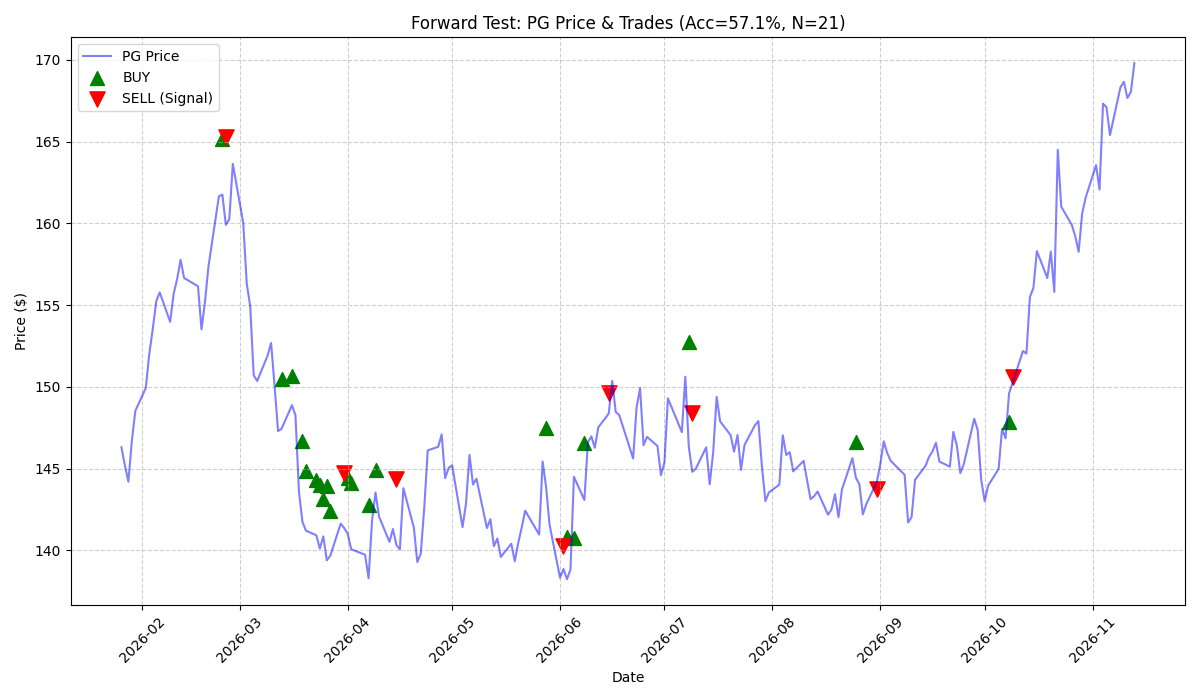 Forward Test: PG Price & Trades (Acc=57.1%, N=21)
PG Price
BUY
SELL (Signal)
Price ($)
170
165
160
155
150
145
140
2026-02
2026-03
2026-04
2026-05
2026-06
2026-07
2026-08
2026-09
2026-10
2026-11
Date